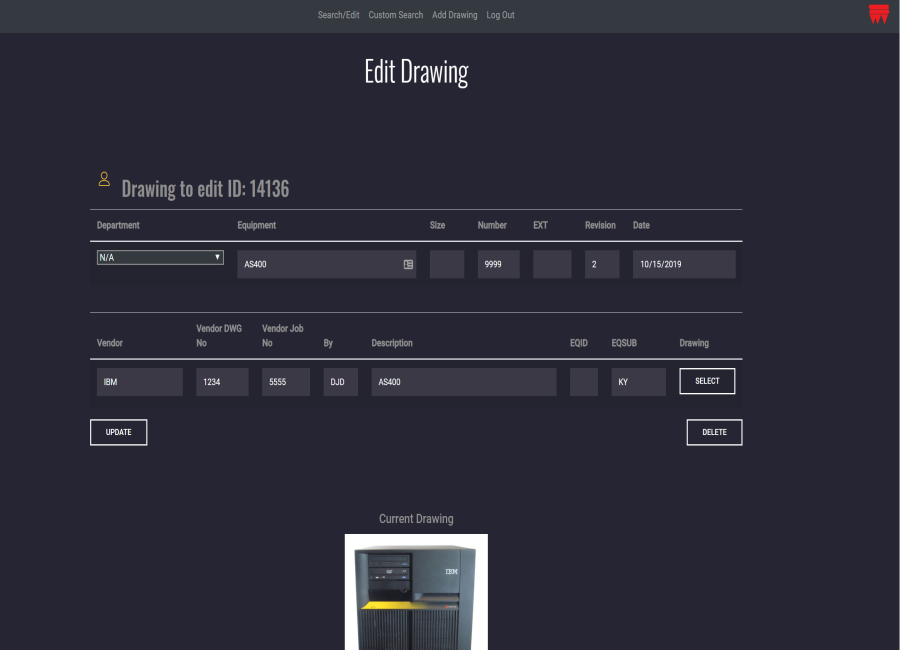 Search/Edit Custom Search Add Drawing Log Out
Edit Drawing
Drawing to edit ID: 14136
Department Equipment Size Number EXT Revision Date
N/A AS400 9999 2 10/15/2019
Vendor Vendor DWG No Vendor Job No By Description EQID EQSUB Drawing
IBM 1234 5555 DJD AS400 KY SELECT
UPDATE DELETE
Current Drawing
IBM